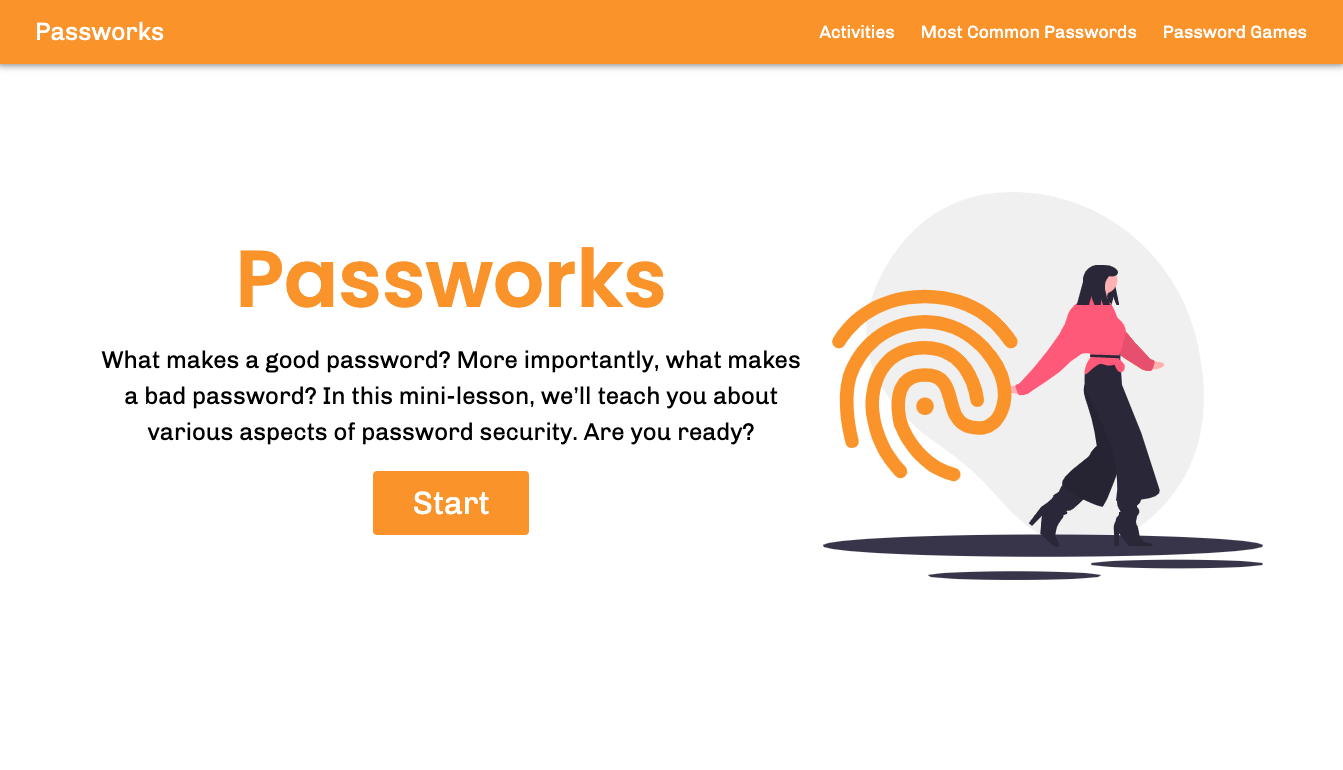 Passworks
Activities
Most Common Passwords
Password Games
Passworks
What makes a good password? More importantly, what makes
a bad password? In this mini-lesson, we’ll teach you about
various aspects of password security. Are you ready?
Start